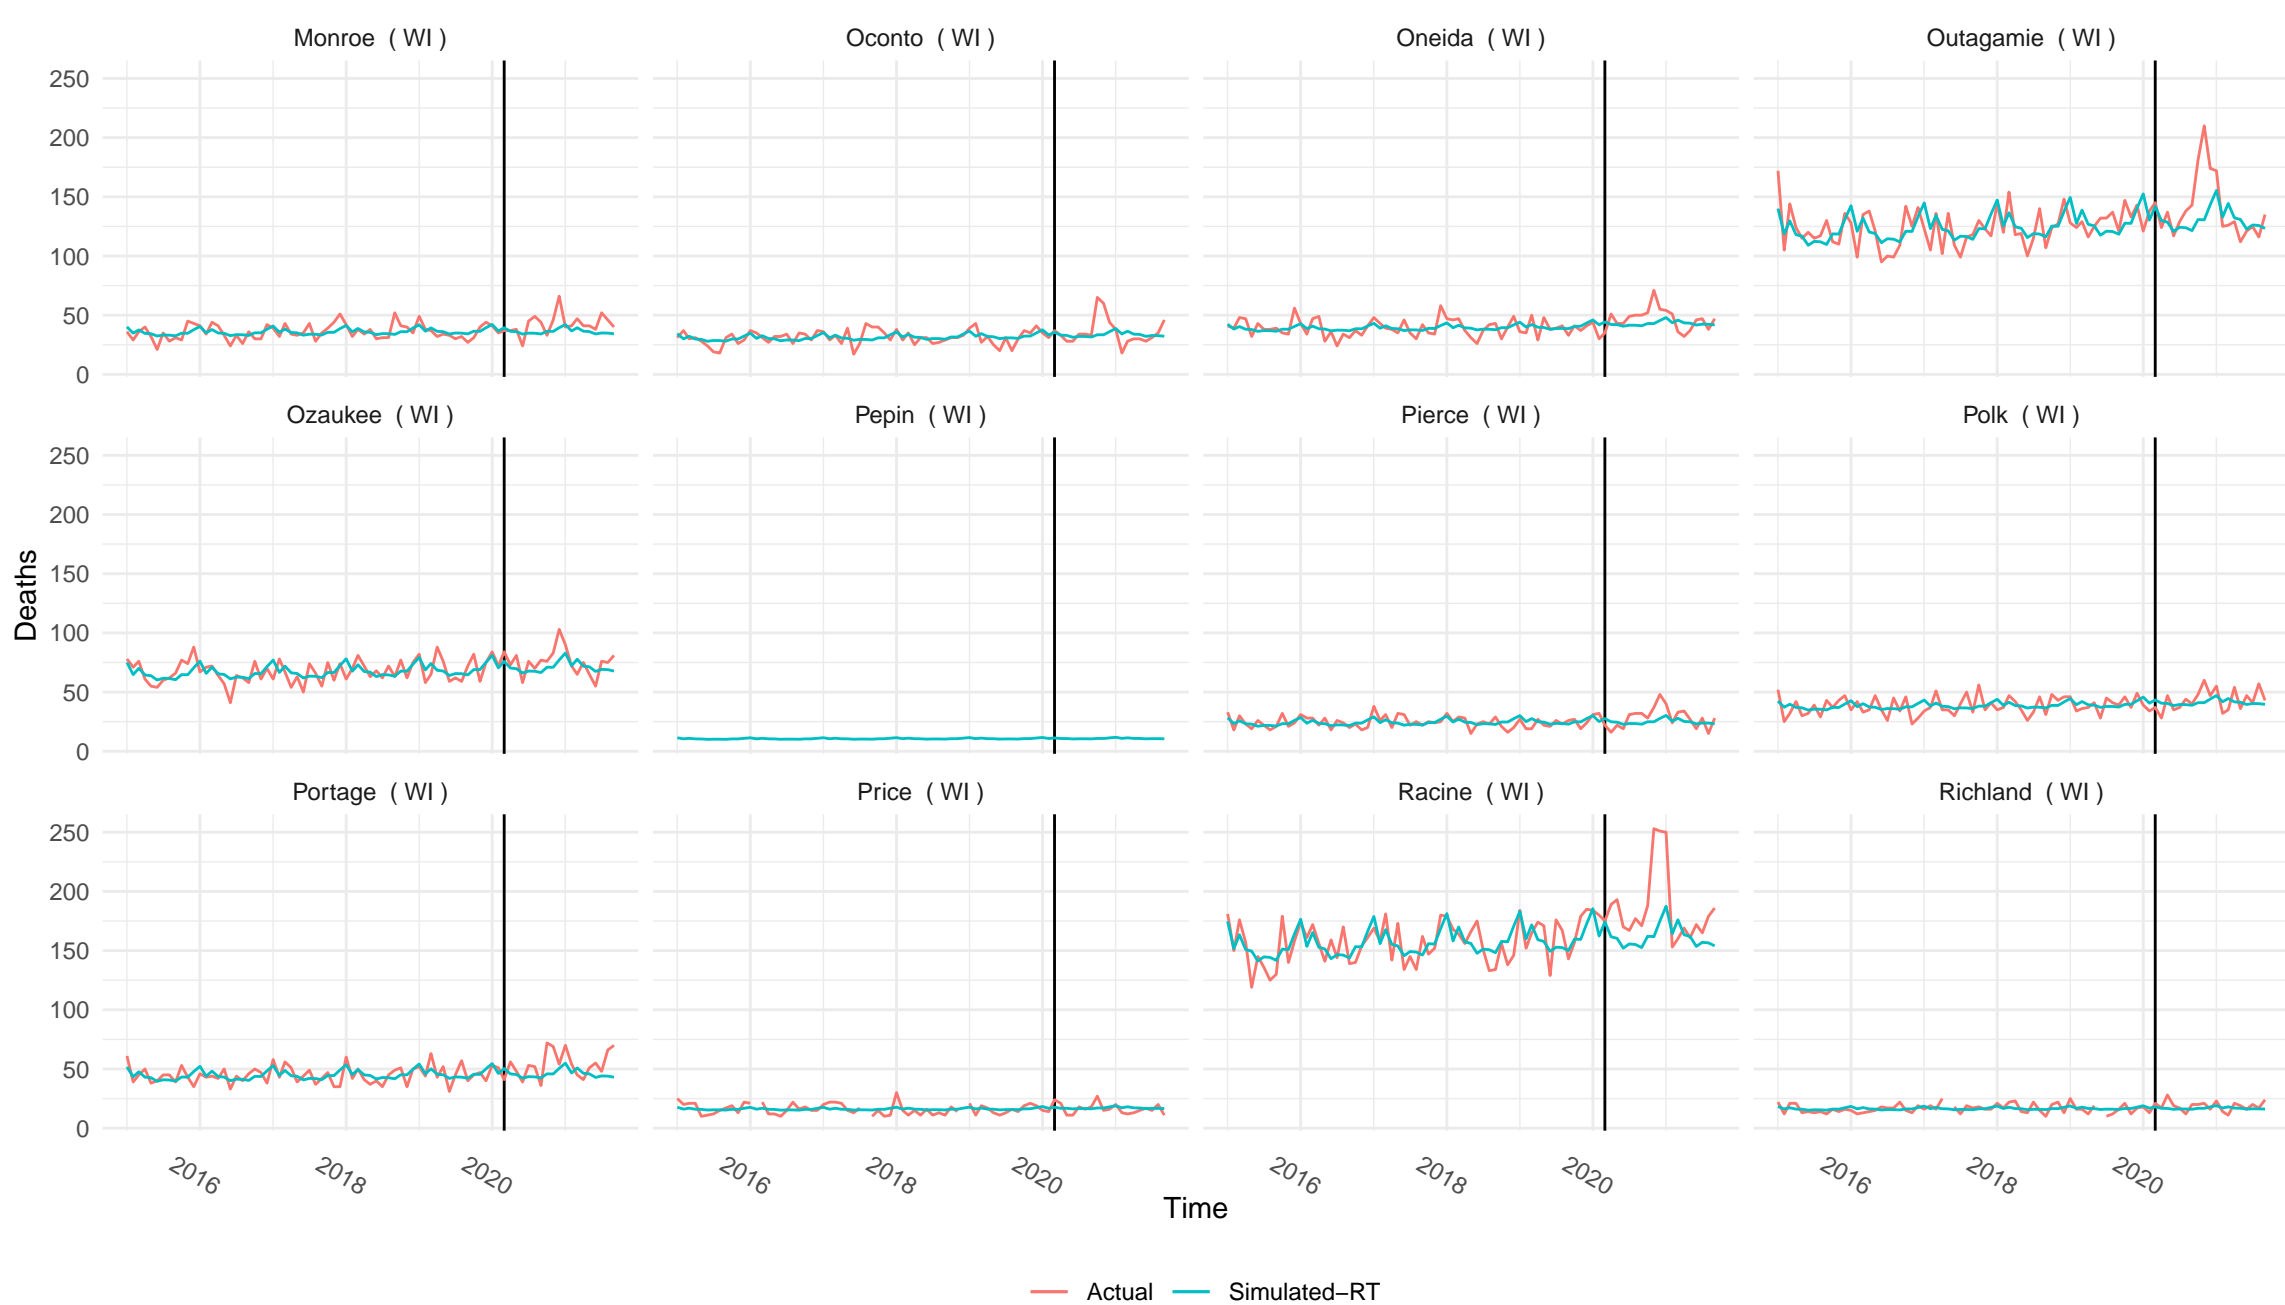 Monroe ( WI )
Oconto ( WI )
Oneida ( WI )
Outagamie ( WI )
250
200
150
100
50
0
Ozaukee ( WI )
Pepin ( WI )
Pierce ( WI )
Polk ( WI )
250
200
150
100
50
0
Deaths
Portage ( WI )
Price ( WI )
Racine ( WI )
Richland ( WI )
250
200
150
100
50
0
2016
2018
2020
2016
2018
2020
2016
2018
2020
2016
2018
2020
Time
Actual
Simulated−RT